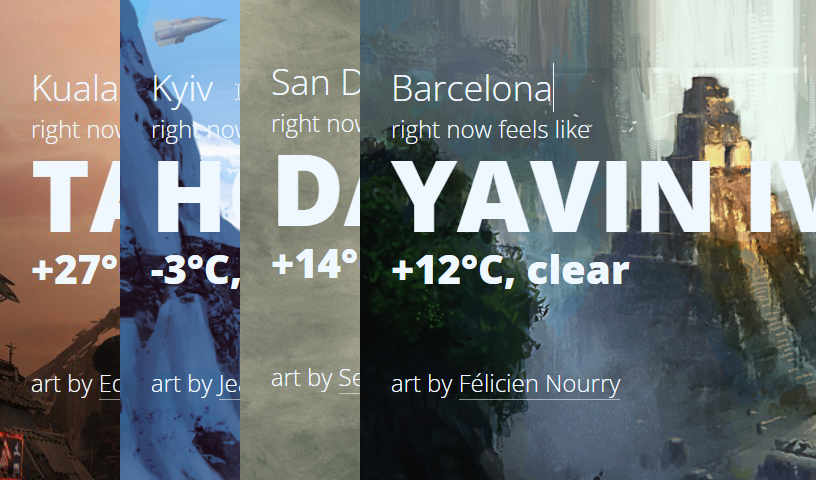 Kuala
right now
TA
+27°
art by Ed
Kyiv
right now
H
-3°C,
art by Jea
San D
right now
DA
+14°
art by Se
Barcelona
right now feels like
YAVIN IV
+12°C, clear
art by Félicien Nourry